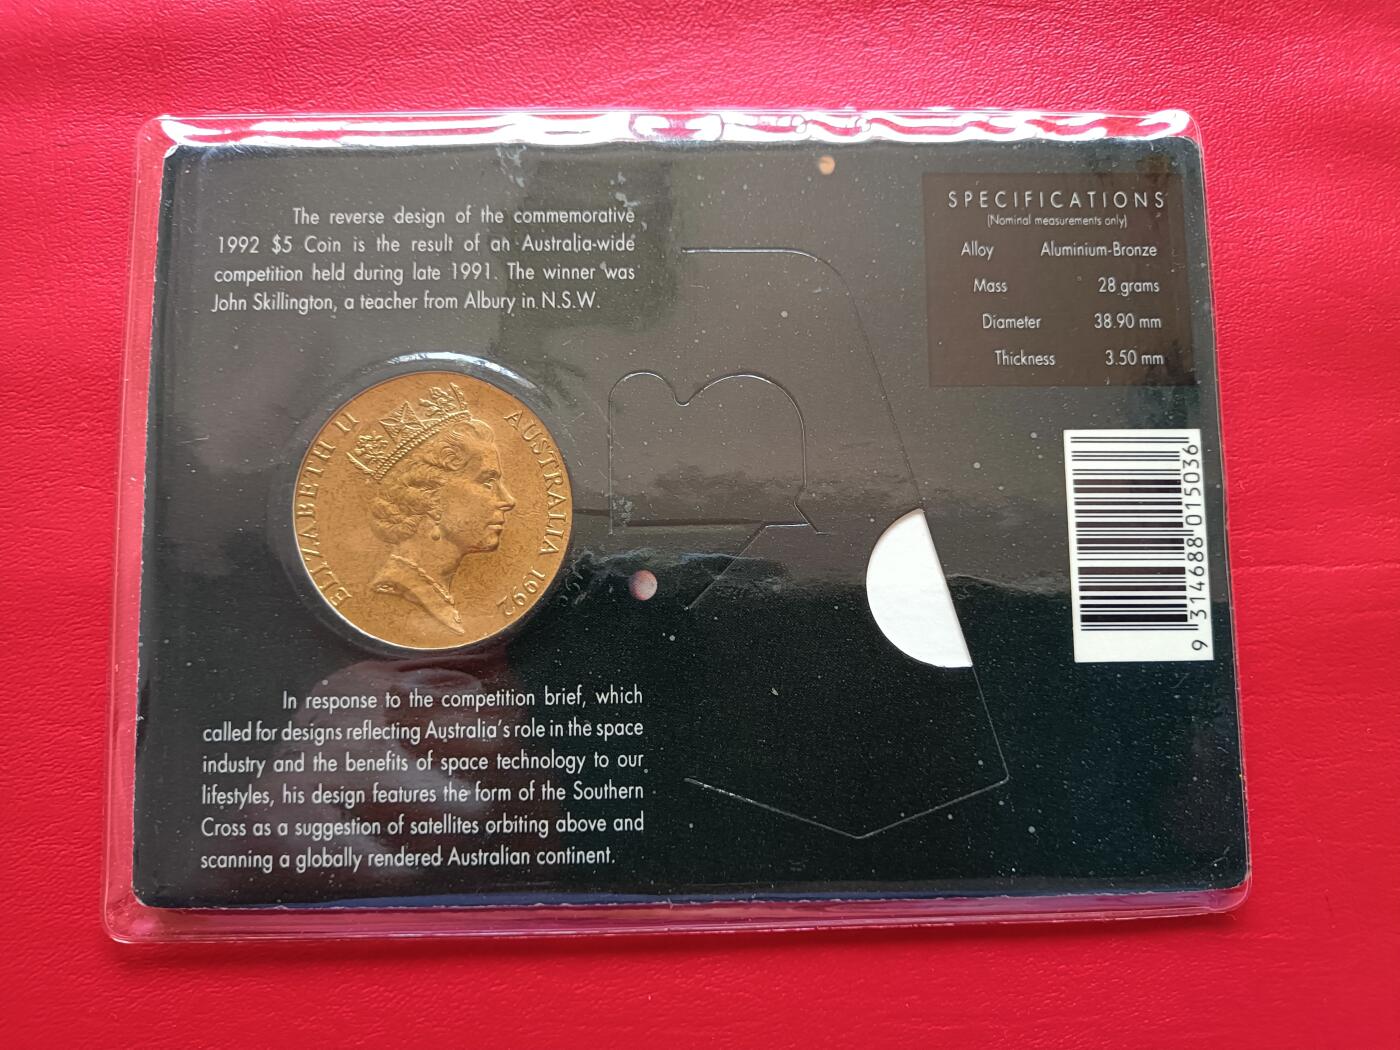 The reverse design of the commemorative
1992 $5 Coin is the result of an Australia-wide
competition held during late 1991. The winner was
John Skillington, a teacher from Albury in N.S.W.
ELIZABETH II
AUSTRALIA 1992
In response to the competition brief, which
called for designs reflecting Australia's role in the space
industry and the benefits of space technology to our
lifestyles, his design features the form of the Southern
Cross as a suggestion of satellites orbiting above and
scanning a globally rendered Australian continent.
SPECIFICATIONS
(Nominal measurements only)
Alloy Aluminium-Bronze
Mass 28 grams
Diameter 38.90 mm
Thickness 3.50 mm
9 314688 015036